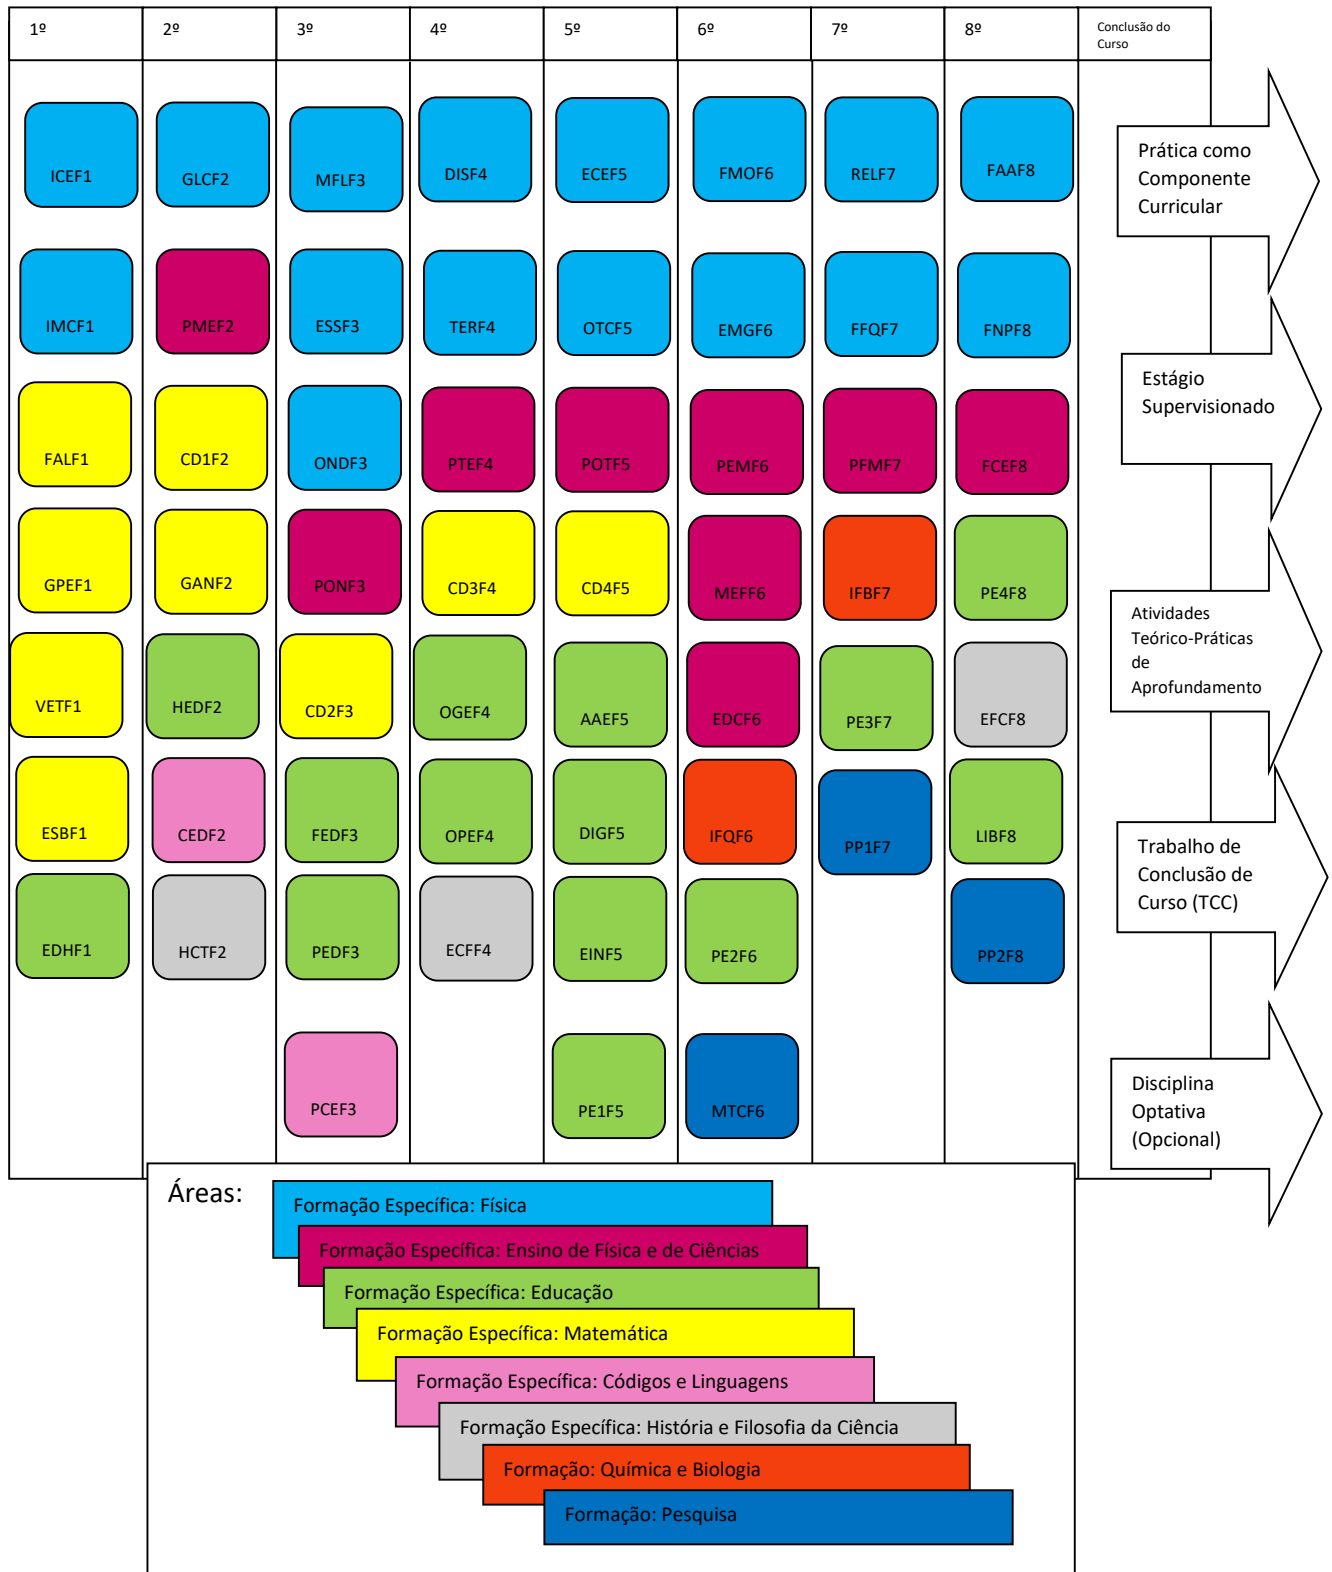 1º
2º
3º
4º
5º
6º
7º
8º
Conclusão do
Curso
ICEF1
GLCF2
MFLF3
DISF4
ECEF5
FMOF6
RELF7
FAAF8
Prática como
Componente
Curricular
IMCF1
PMEF2
ESSF3
TERF4
OTCF5
EMGF6
FFQF7
FNPF8
Estágio
Supervisionado
FALF1
CD1F2
ONDF3
PTEF4
POTF5
PEMF6
PFMF7
FCEF8
GPEF1
GANF2
PONF3
CD3F4
CD4F5
MEFF6
IFBF7
PE4F8
Atividades
Teórico-Práticas
de
Aprofundamento
VETF1
HEDF2
CD2F3
OGEF4
AAEF5
EDCF6
PE3F7
EFCF8
ESBF1
CEDF2
FEDF3
OPEF4
DIGF5
IFQF6
PP1F7
LIBF8
Trabalho de
Conclusão de
Curso (TCC)
EDHF1
HCTF2
PEDF3
ECFF4
EINF5
PE2F6
PP2F8
PCEF3
PE1F5
MTCF6
Disciplina
Optativa
(Opcional)
Áreas:
Formação Específica: Física
Formação Específica: Ensino de Física e de Ciências
Formação Específica: Educação
Formação Específica: Matemática
Formação Específica: Códigos e Linguagens
Formação Específica: História e Filosofia da Ciência
Formação: Química e Biologia
Formação: Pesquisa